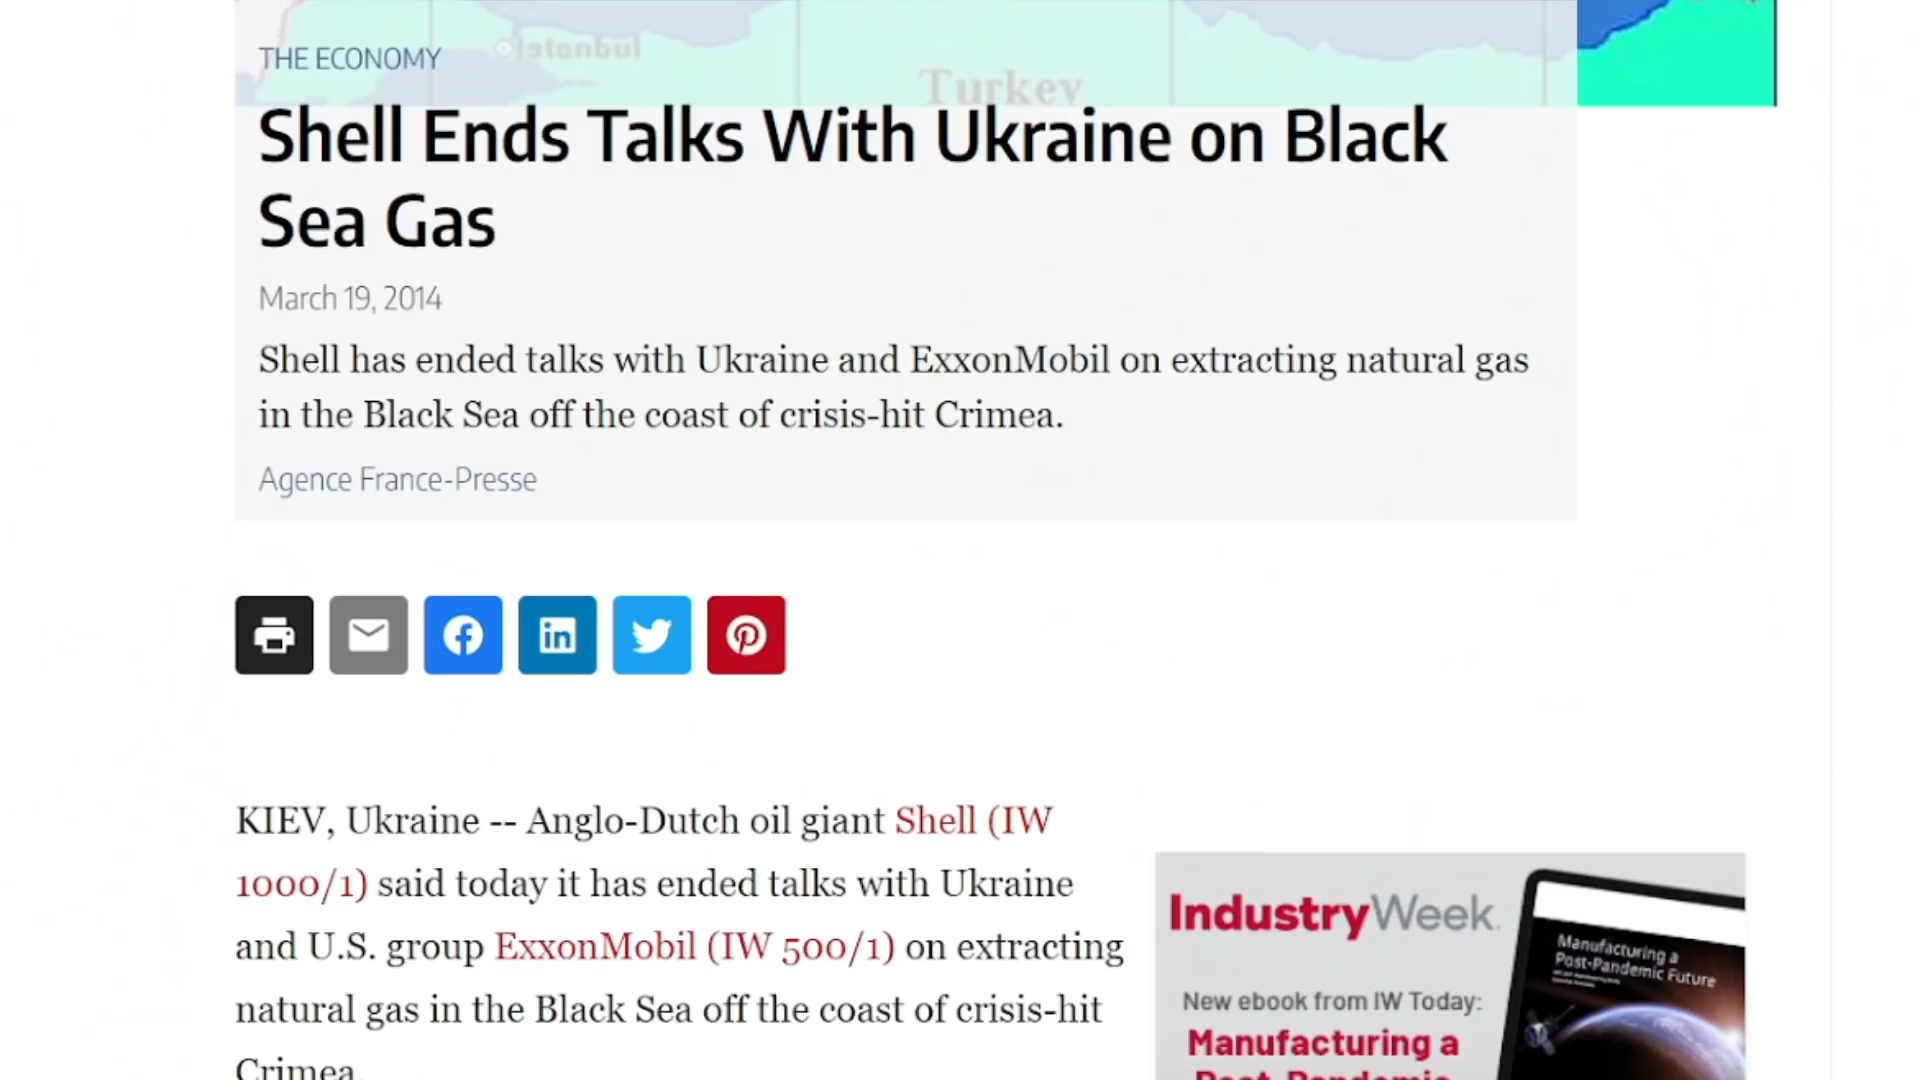 Istanbul
THE ECONOMY
Turkey
Shell Ends Talks With Ukraine on Black
Sea Gas
March 19, 2014
Shell has ended talks with Ukraine and ExxonMobil on extracting natural gas
in the Black Sea off the coast of crisis-hit Crimea.
Agence France-Presse
in
KIEV, Ukraine -- Anglo-Dutch oil giant Shell (IW
1000/1) said today it has ended talks with Ukraine
and U.S. group ExxonMobil (IW 500/1) on extracting
natural gas in the Black Sea off the coast of crisis-hit
Crimea.
IndustryWeek.
Manufacturing a
Post-Pandemic Future
New ebook from IW Today:
Manufacturing a
Post-Pandemic